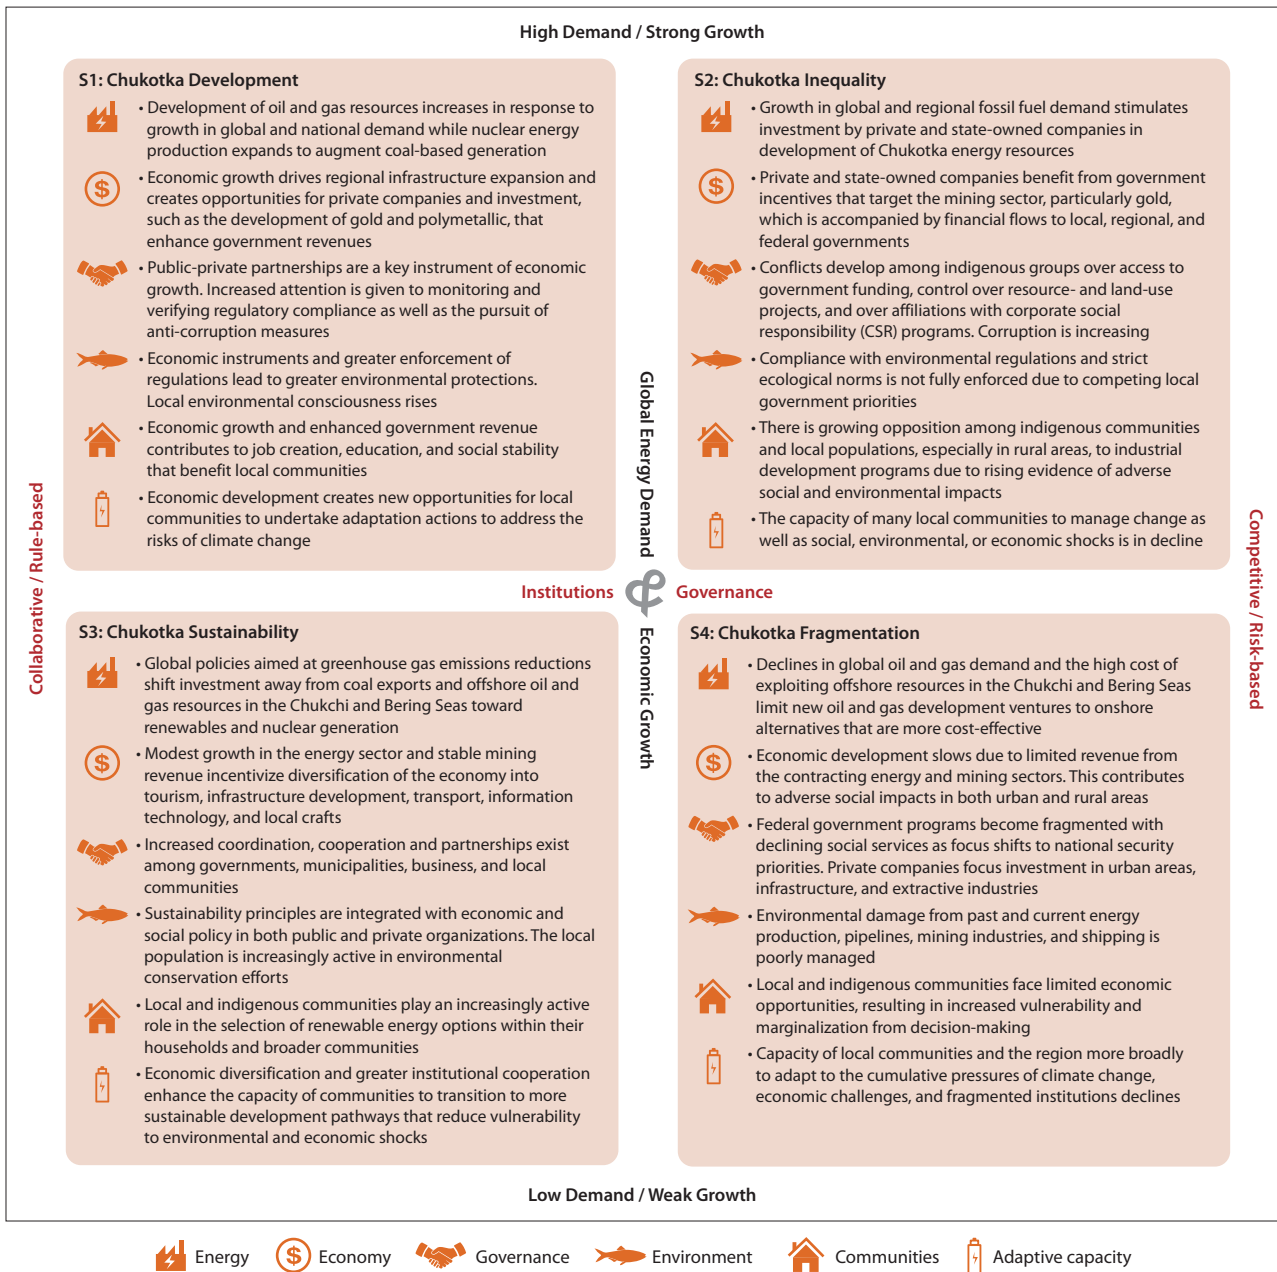 High Demand / Strong Growth
S1: Chukotka Development
• Development of oil and gas resources increases in response to
growth in global and national demand while nuclear energy
production expands to augment coal-based generation
• Economic growth drives regional infrastructure expansion and
creates opportunities for private companies and investment,
such as the development of gold and polymetallic, that
enhance government revenues
• Public-private partnerships are a key instrument of economic
growth. Increased attention is given to monitoring and
verifying regulatory compliance as well as the pursuit of
anti-corruption measures
• Economic instruments and greater enforcement of
regulations lead to greater environmental protections.
Local environmental consciousness rises
• Economic growth and enhanced government revenue
contributes to job creation, education, and social stability
that benefit local communities
• Economic development creates new opportunities for local
communities to undertake adaptation actions to address the
risks of climate change
S2: Chukotka Inequality
• Growth in global and regional fossil fuel demand stimulates
investment by private and state-owned companies in
development of Chukotka energy resources
• Private and state-owned companies benefit from government
incentives that target the mining sector, particularly gold,
which is accompanied by financial flows to local, regional, and
federal governments
• Conflicts develop among indigenous groups over access to
government funding, control over resource- and land-use
projects, and over affiliations with corporate social
responsibility (CSR) programs. Corruption is increasing
• Compliance with environmental regulations and strict
ecological norms is not fully enforced due to competing local
government priorities
• There is growing opposition among indigenous communities
and local populations, especially in rural areas, to industrial
development programs due to rising evidence of adverse
social and environmental impacts
• The capacity of many local communities to manage change as
well as social, environmental, or economic shocks is in decline
Global Energy Demand
&
Economic Growth
Collaborative / Rule-based
Institutions
Governance
Competitive / Risk-based
S3: Chukotka Sustainability
• Global policies aimed at greenhouse gas emissions reductions
shift investment away from coal exports and offshore oil and
gas resources in the Chukchi and Bering Seas toward
renewables and nuclear generation
• Modest growth in the energy sector and stable mining
revenue incentivize diversification of the economy into
tourism, infrastructure development, transport, information
technology, and local crafts
• Increased coordination, cooperation and partnerships exist
among governments, municipalities, business, and local
communities
• Sustainability principles are integrated with economic and
social policy in both public and private organizations. The local
population is increasingly active in environmental
conservation efforts
• Local and indigenous communities play an increasingly active
role in the selection of renewable energy options within their
households and broader communities
• Economic diversification and greater institutional cooperation
enhance the capacity of communities to transition to more
sustainable development pathways that reduce vulnerability
to environmental and economic shocks
S4: Chukotka Fragmentation
• Declines in global oil and gas demand and the high cost of
exploiting offshore resources in the Chukchi and Bering Seas
limit new oil and gas development ventures to onshore
alternatives that are more cost-effective
• Economic development slows due to limited revenue from
the contracting energy and mining sectors. This contributes
to adverse social impacts in both urban and rural areas
• Federal government programs become fragmented with
declining social services as focus shifts to national security
priorities. Private companies focus investment in urban areas,
infrastructure, and extractive industries
• Environmental damage from past and current energy
production, pipelines, mining industries, and shipping is
poorly managed
• Local and indigenous communities face limited economic
opportunities, resulting in increased vulnerability and
marginalization from decision-making
• Capacity of local communities and the region more broadly
to adapt to the cumulative pressures of climate change,
economic challenges, and fragmented institutions declines
Low Demand / Weak Growth
Energy
$ Economy
Governance
Environment
Communities
Adaptive capacity